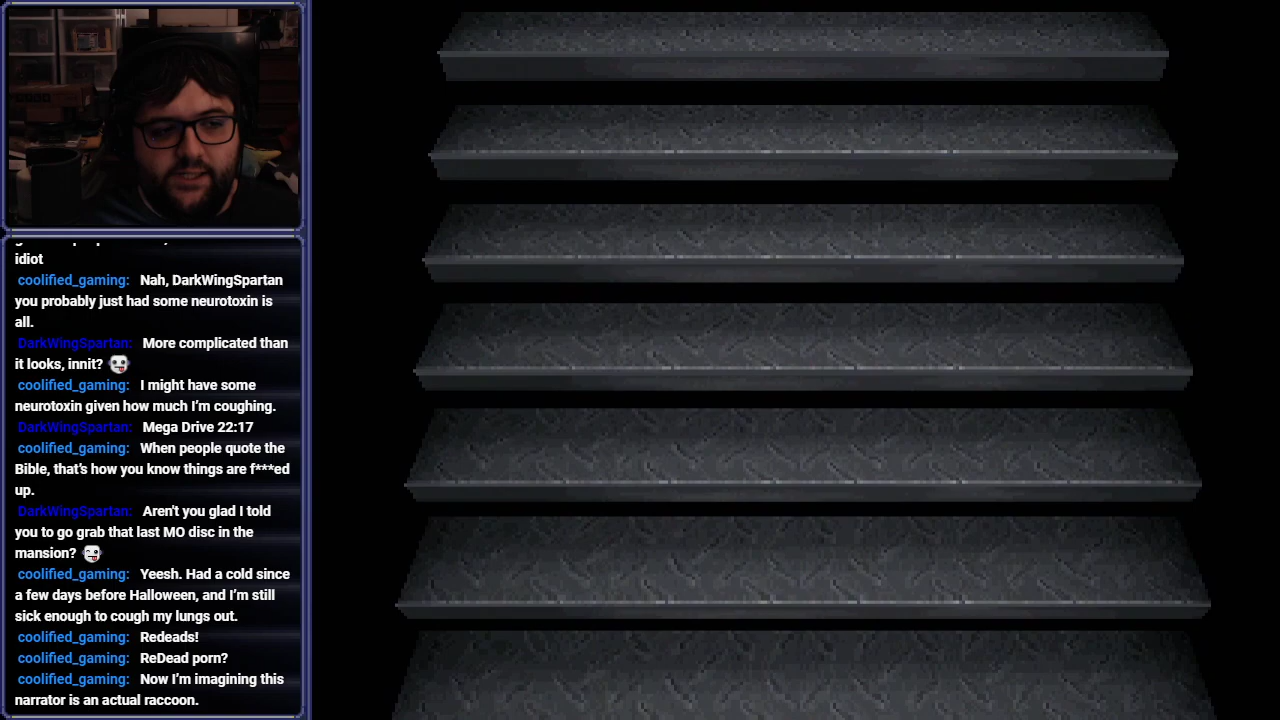 idiot
coolified_gaming: Nah, DarkWingSpartan
you probably just had some neurotoxin is
all.
DarkWingSpartan: More complicated than
it looks, innit?
coolified_gaming: I might have some
neurotoxin given how much I'm coughing.
DarkWingSpartan: Mega Drive 22:17
coolified_gaming: When people quote the
Bible, that's how you know things are f***ed
up.
DarkWingSpartan: Aren't you glad I told
you to go grab that last MO disc in the
mansion?
coolified_gaming: Yeesh. Had a cold since
a few days before Halloween, and I'm still
sick enough to cough my lungs out.
coolified_gaming: Redeads!
coolified_gaming: ReDead porn?
coolified_gaming: Now I'm imagining this
narrator is an actual raccoon.